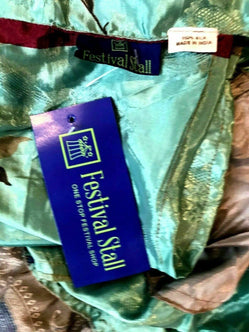 Festival Stall
100% SILK
MADE IN INDIA
Festival Stall
ONE STOP FESTIVAL SHOP